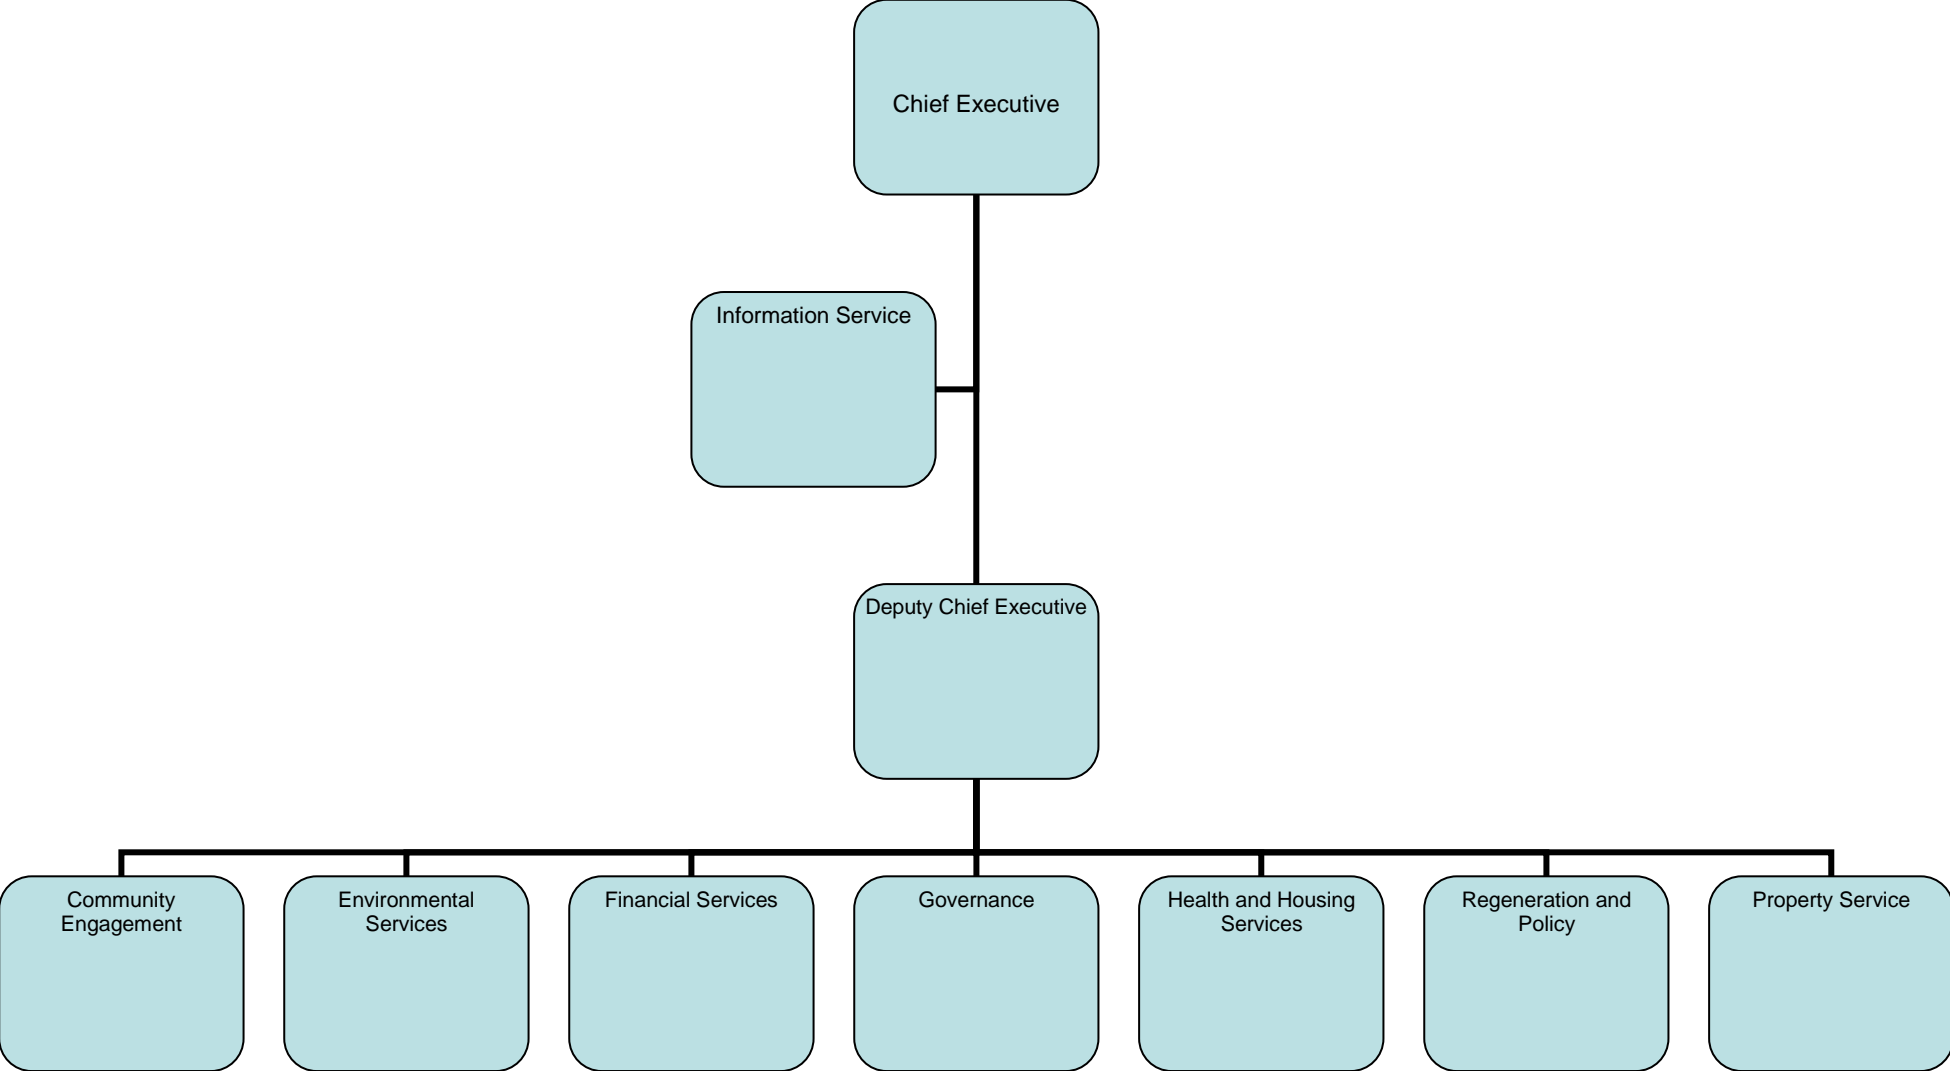 Chief Executive
Information Service
Deputy Chief Executive
Community
Engagement
Environmental
Services
Financial Services
Governance
Health and Housing
Services
Regeneration and
Policy
Property Service